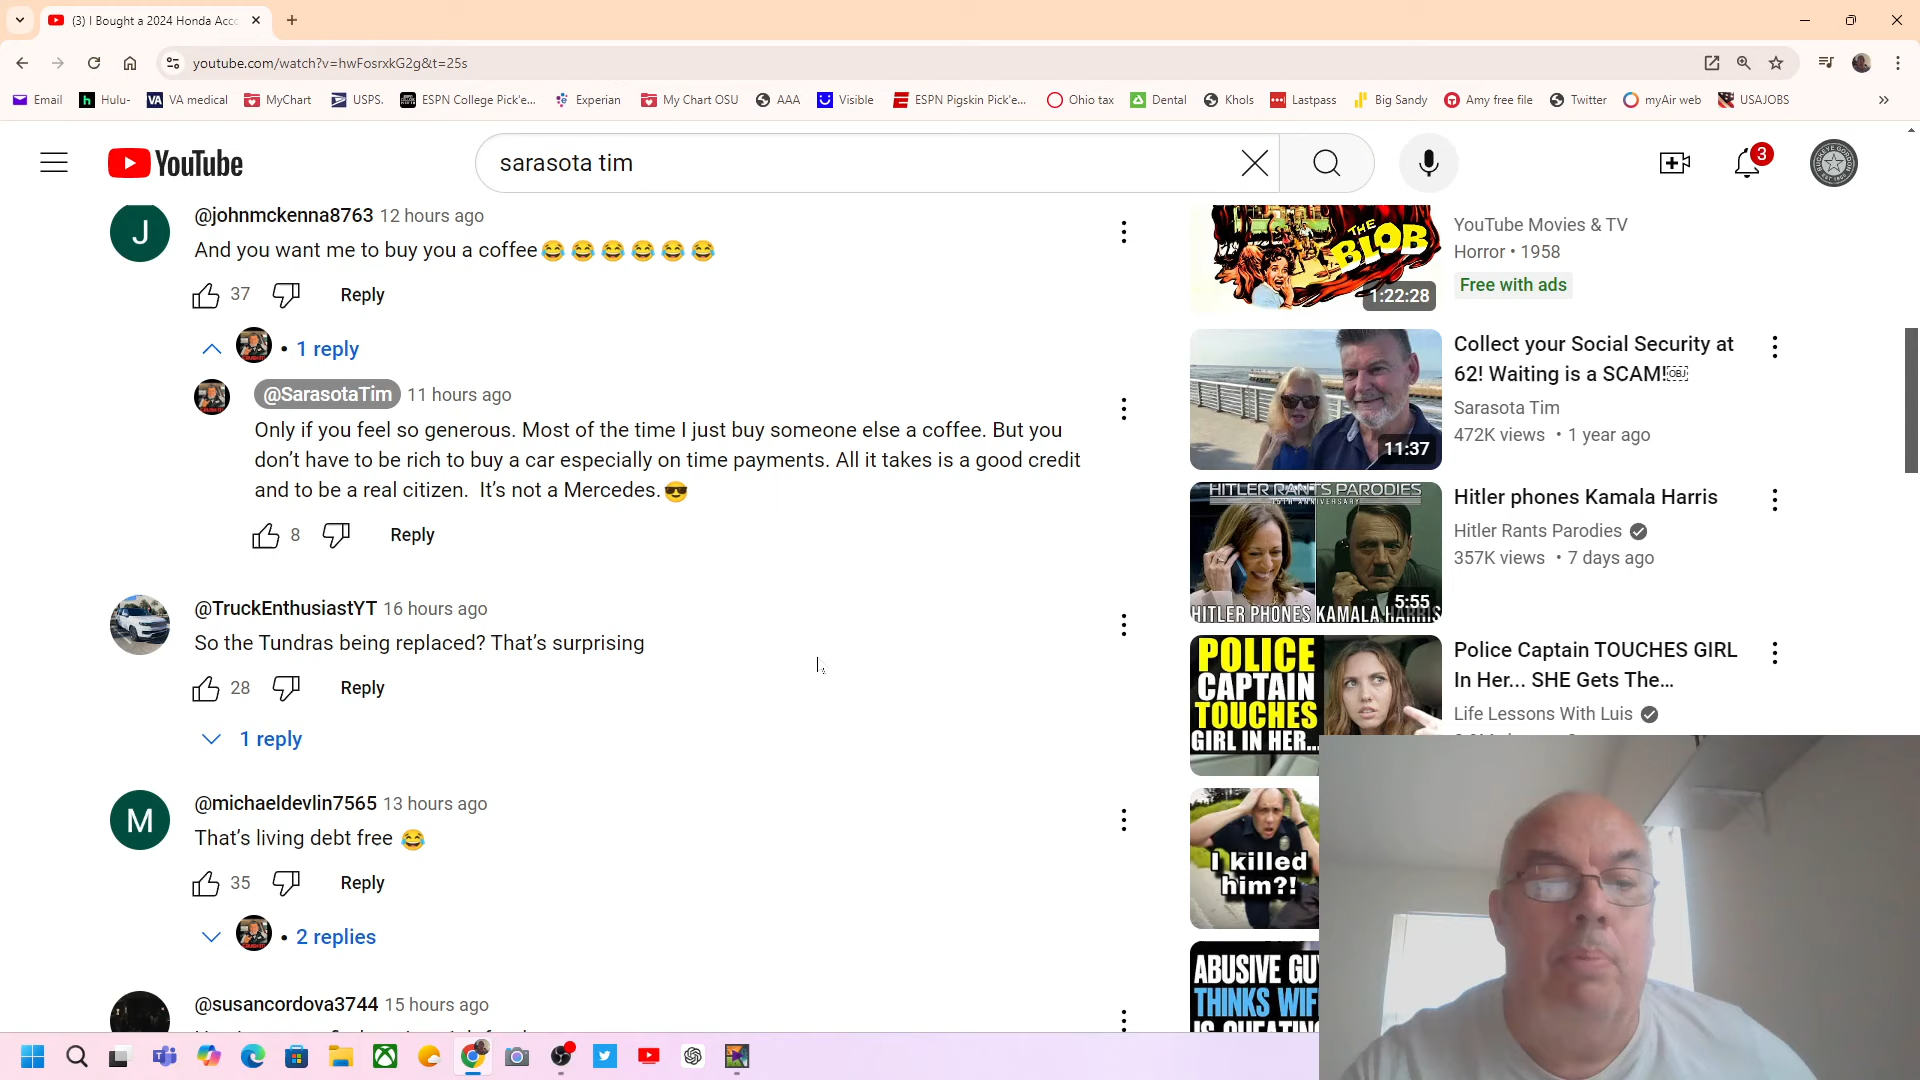 (3) I Bought a 2024 Honda Acco
youtube.com/watch?v=hwFosrxkG2g&t=25s
Email
Hulu-
VA medical
MyChart
USPS.
ESPN College Pick'e...
Experian
My Chart OSU
AAA
Visible
ESPN Pigskin Pick'e...
Ohio tax
Dental
Khols
Lastpass
Big Sandy
Amy free file
Twitter
myAir web
USAJOBS
YouTube
sarasota tim
3
J
@johnmckenna8763 12 hours ago
And you want me to buy you a coffee😂😂😂😂😂😂
37
Reply
• 1 reply
@SarasotaTim 11 hours ago
Only if you feel so generous. Most of the time I just buy someone else a coffee. But you
don’t have to be rich to buy a car especially on time payments. All it takes is a good credit
and to be a real citizen.  It’s not a Mercedes.😎
8
Reply
@TruckEnthusiastYT 16 hours ago
So the Tundras being replaced? That’s surprising
28
Reply
1 reply
M
@michaeldevlin7565 13 hours ago
That’s living debt free 😂
35
Reply
• 2 replies
@susancordova3744 15 hours ago
THE
BLOB
1:22:28
YouTube Movies & TV
Horror • 1958
Free with ads
11:37
Collect your Social Security at
62! Waiting is a SCAM!
Sarasota Tim
472K views • 1 year ago
HITLER RANTS PARODIES
15TH ANNIVERSARY
5:55
HITLER PHONES KAMALA HARRIS
Hitler phones Kamala Harris
Hitler Rants Parodies
357K views • 7 days ago
POLICE
CAPTAIN
TOUCHES
GIRL IN HER...
Police Captain TOUCHES GIRL
In Her... SHE Gets The...
Life Lessons With Luis
I killed
him?!
ABUSIVE GU
THINKS WIF
IS CHEATING